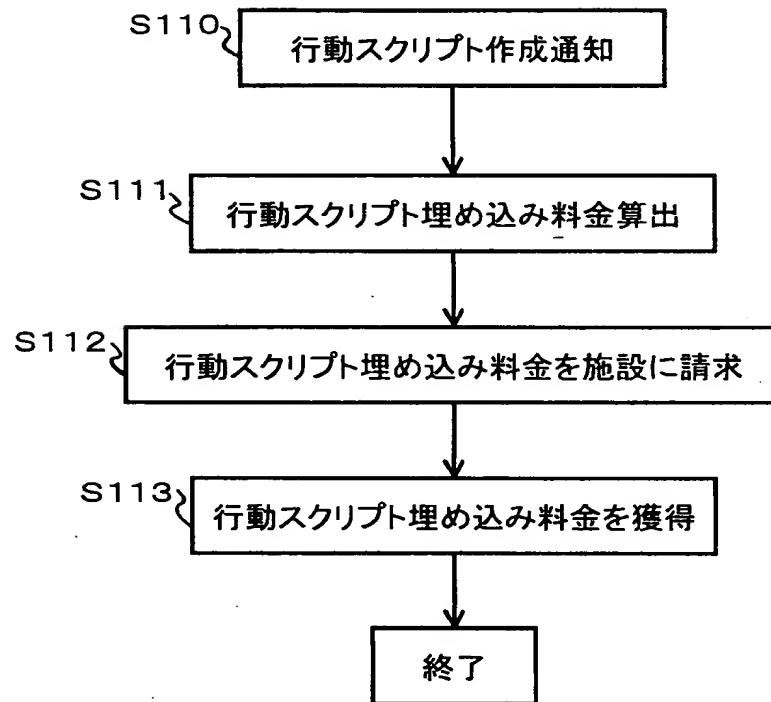 S110
行動スクリプト作成通知
S111
行動スクリプト埋め込み料金算出
S112
行動スクリプト埋め込み料金を施設に請求
S113
行動スクリプト埋め込み料金を獲得
終了